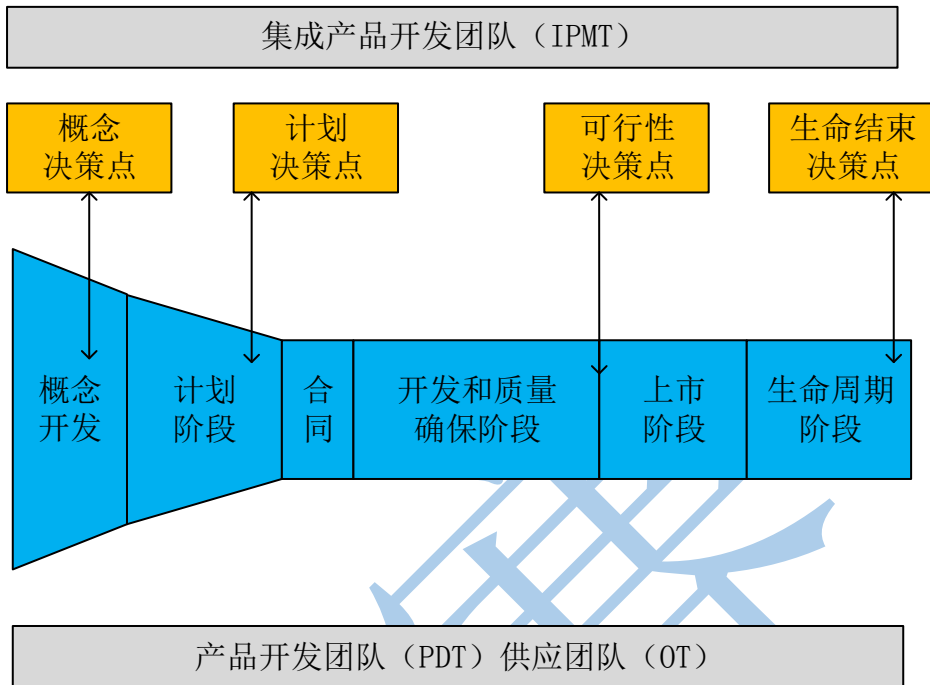 集成产品开发团队（IPMT）
概念
决策点
计划
决策点
可行性
决策点
生命结束
决策点
概念
开发
计划
阶段
合
同
开发和质量
确保阶段
上市
阶段
生命周期
阶段
产品开发团队（PDT）供应团队（OT）